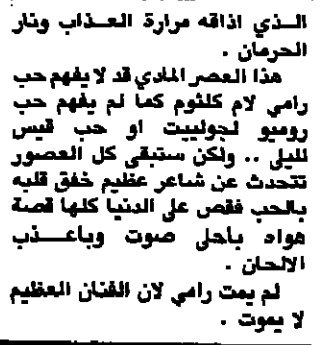 الـذي اذاقه مرارة العـذاب ونار
الحرمان .
هذا العصر المادي قد لا يفهم حب
رامي لام كلثوم كما لم يفهم حب
روميو لجولييت او حب قيس
لليلى .. ولكن ستبقى كل العصور
تتحدث عن شاعر عظيم خفق قلبه
بالحب فقص على الدنيا كلها قصة
هواه بأحلى صوت وباعـذب
الالحان .
لم يمت رامي لان الفنان العظيم
لا يموت .